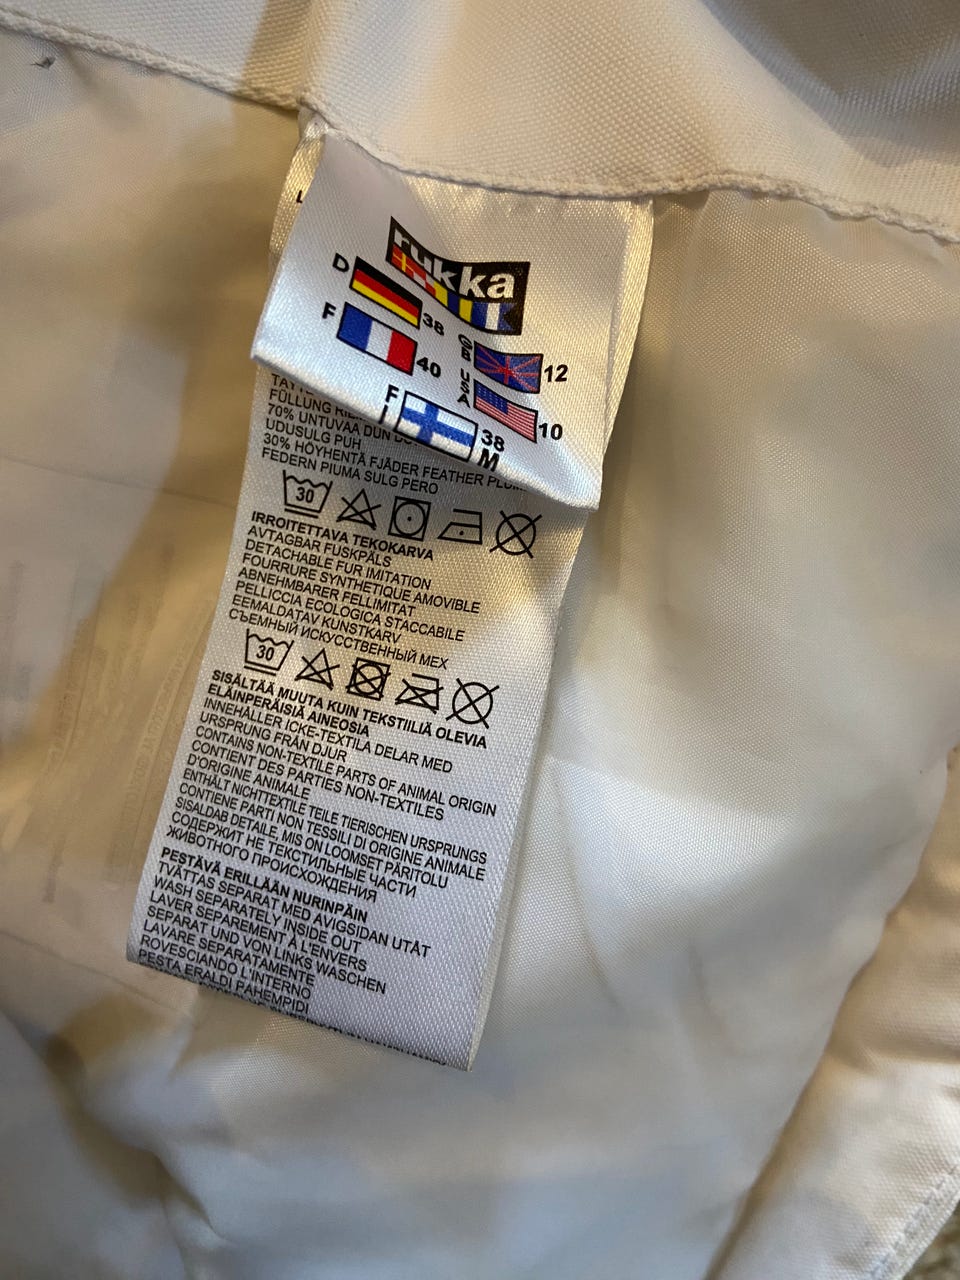 L
rukka
D 38
F 40
GB 12
USA 10
FI 38
M
FÜLLUNG
70% UNTUVAA DUN
UDUSULG PUH
30% HÖYHENTÄ FJÄDER FEATHER
FEDERN PIUMA SULG PERO
30
IRROITETTAVA TEKOKARVA
AVTAGBAR FUSKPÄLS
DETACHABLE FUR IMITATION
FOURRURE SYNTHETIQUE AMOVIBLE
ABNEHMBARER FELLIMITAT
PELLICCIA ECOLOGICA STACCABILE
EEMALDATAV KUNSTKARV
СЪЕМНЫЙ ИСКУССТВЕННЫЙ МЕХ
30
SISÄLTÄÄ MUUTA KUIN TEKSTIILIÄ OLEVIA
ELÄINPERÄISIÄ AINEOSIA
INNEHÅLLER ICKE-TEXTILA DELAR MED
URSPRUNG FRÅN DJUR
CONTAINS NON-TEXTILE PARTS OF ANIMAL ORIGIN
CONTIENT DES PARTIES NON-TEXTILES
D'ORIGINE ANIMALE
ENTHÄLT NICHTTEXTILE TEILE TIERISCHEN URSPRUNGS
CONTIENE PARTI NON TESSILI DI ORIGINE ANIMALE
SISALDAB DETAILE, MIS ON LOOMSET PÄRITOLU
СОДЕРЖИТ НЕ ТЕКСТИЛЬНЫЕ ЧАСТИ
ЖИВОТНОГО ПРОИСХОЖДЕНИЯ
PESTÄVÄ ERILLÄÄN NURINPÄIN
TVÄTTAS SEPARAT MED AVIGSIDAN UTÅT
WASH SEPARATELY INSIDE OUT
LAVER SEPAREMENT À L'ENVERS
SEPARAT UND VON LINKS WASCHEN
LAVARE SEPARATAMENTE
ROVESCIANDO L'INTERNO
PESTA ERALDI PAHEMPIDI